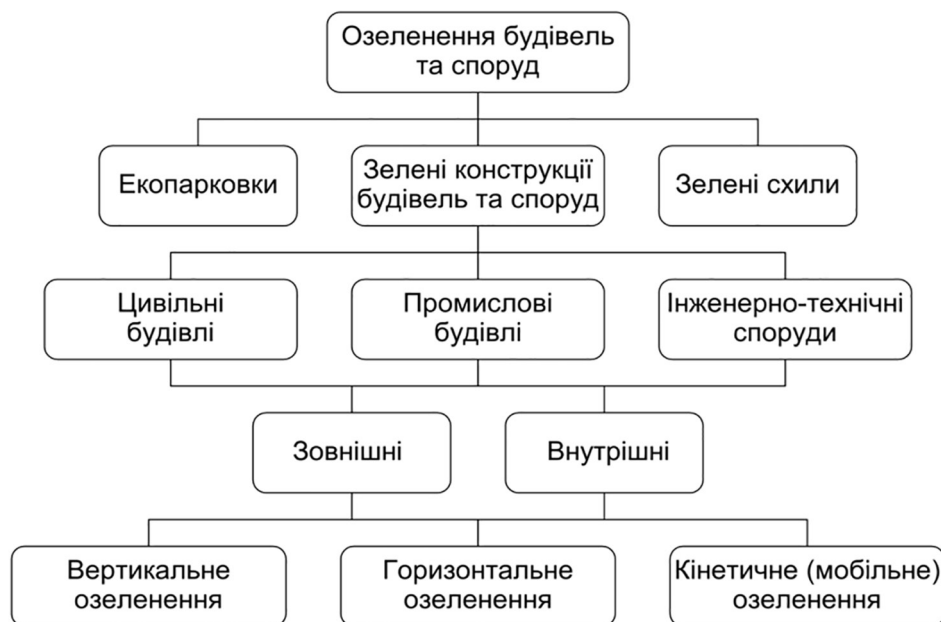 Озеленення будівель
та споруд
Екопарковки
Зелені конструкції
будівель та споруд
Зелені схили
Цивільні
будівлі
Промислові
будівлі
Інженерно-технічні
споруди
Зовнішні
Внутрішні
Вертикальне
озеленення
Горизонтальне
озеленення
Кінетичне (мобільне)
озеленення